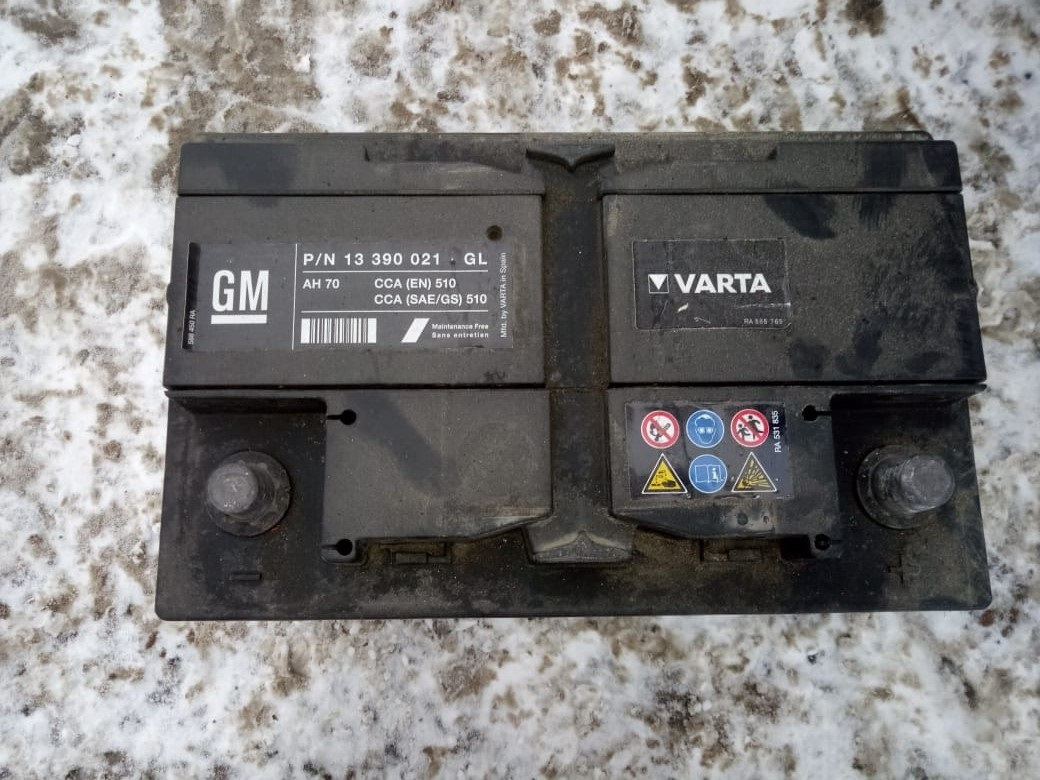 GM
P/N 13 390 021 . GL
AH 70 CCA (EN) 510
CCA (SAE/GS) 510
Maintenance Free
Sans entretien
Mfd. by VARTA in Spain
VARTA
RA 531 835